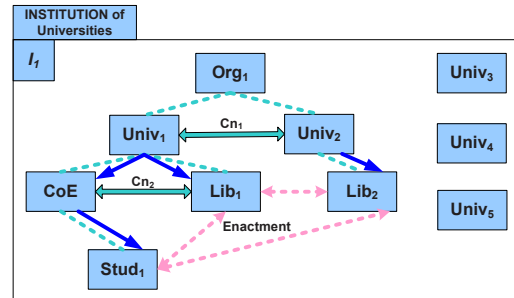 INSTITUTION of
Universities
I1
Org1
Univ3
Cn1
Univ1
Univ2
Univ4
Cn2
CoE
Lib1
Lib2
Univ5
Enactment
Stud1